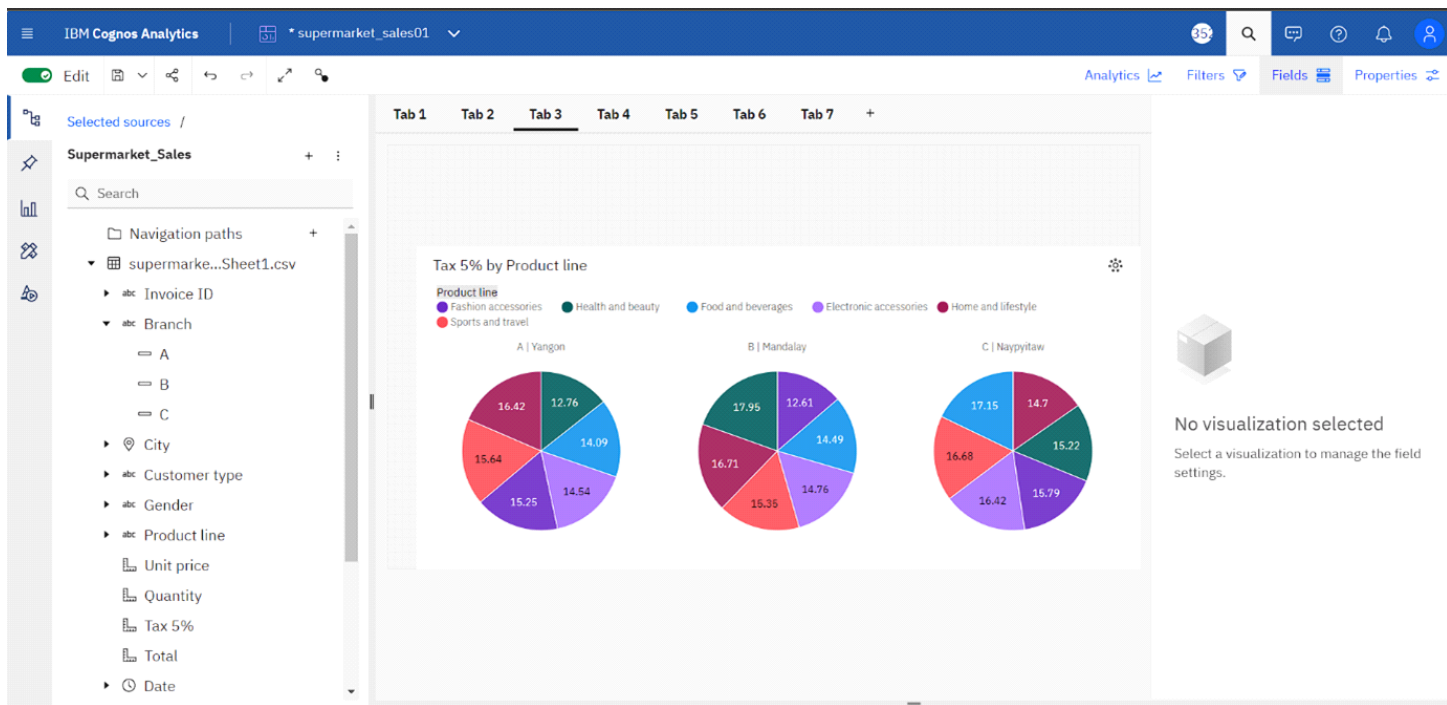 IBM Cognos Analytics
* supermarket_sales01
Edit
Analytics
Filters
Fields
Properties
Selected sources /
Supermarket_Sales
Search
Navigation paths
supermarke...Sheet1.csv
abc Invoice ID
abc Branch
A
B
C
City
abc Customer type
abc Gender
abc Product line
Unit price
Quantity
Tax 5%
Total
Date
Tab 1 Tab 2 Tab 3 Tab 4 Tab 5 Tab 6 Tab 7 +
Tax 5% by Product line
Product line
Fashion accessories Health and beauty Food and beverages Electronic accessories Home and lifestyle
Sports and travel
A | Yangon
16.42 12.76
14.09
15.64
14.54
15.25
B | Mandalay
17.95 12.61
14.49
16.71
14.76
15.35
C | Naypyitaw
17.15 14.7
15.22
16.68
15.79
16.42
No visualization selected
Select a visualization to manage the field
settings.